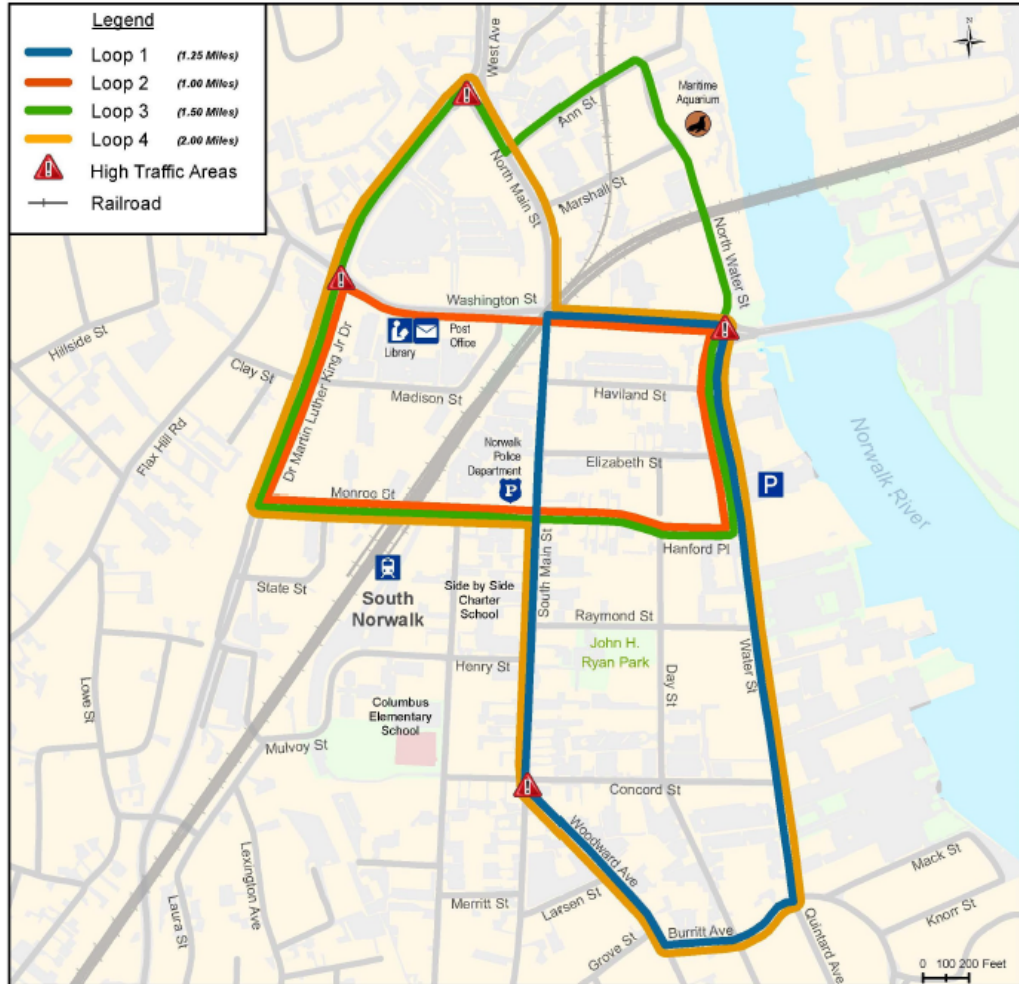 Legend
Loop 1 (1.25 Miles)
Loop 2 (1.00 Miles)
Loop 3 (1.50 Miles)
Loop 4 (2.00 Miles)
High Traffic Areas
Railroad
N
West Ave
Maritime
Aquarium
Ann St
North Main St
Marshall St
North Water St
Washington St
Library
Post
Office
Hillside St
Clay St
Dr Martin Luther King Jr Dr
Madison St
Haviland St
Flax Hill Rd
Norwalk
Police
Department
P
Elizabeth St
P
Norwalk River
Monroe St
Hanford Pl
State St
South
Norwalk
Side by Side
Charter
School
South Main St
Raymond St
John H.
Ryan Park
Henry St
Day St
Water St
Lowe St
Columbus
Elementary
School
Mulvoy St
Concord St
Woodward Ave
Lexington Ave
Laura St
Merritt St
Larsen St
Grove St
Burritt Ave
Quintard Ave
Mack St
Knorr St
0 100 200 Feet